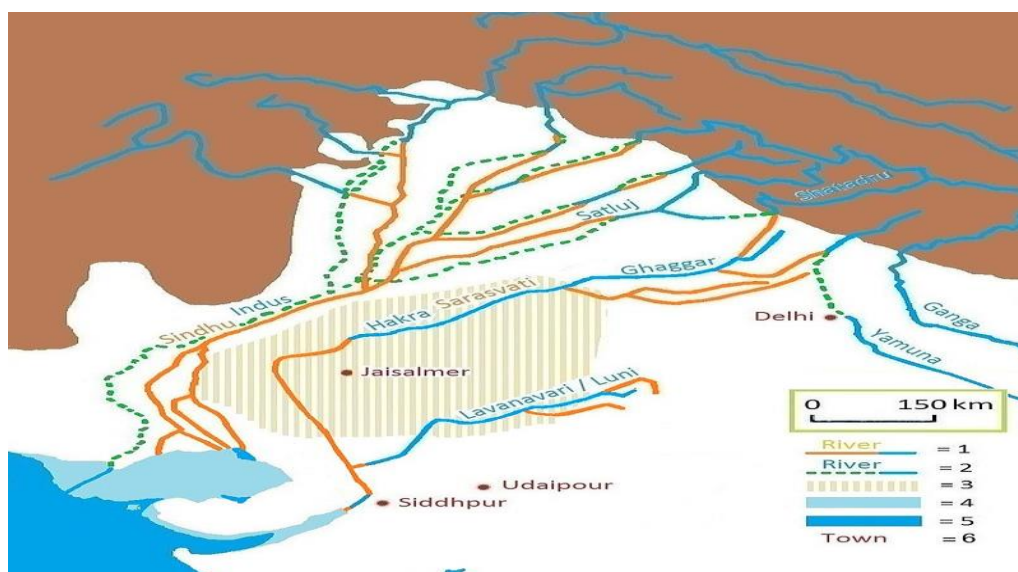 Shatadru
Satluj
Ghaggar
Sarasvati
Hakra
Indus
Sindhu
Ganga
Yamuna
Delhi
Jaisalmer
Lavanavari / Luni
Udaipour
Siddhpur
0 150 km
River = 1
River = 2
= 3
= 4
= 5
Town = 6